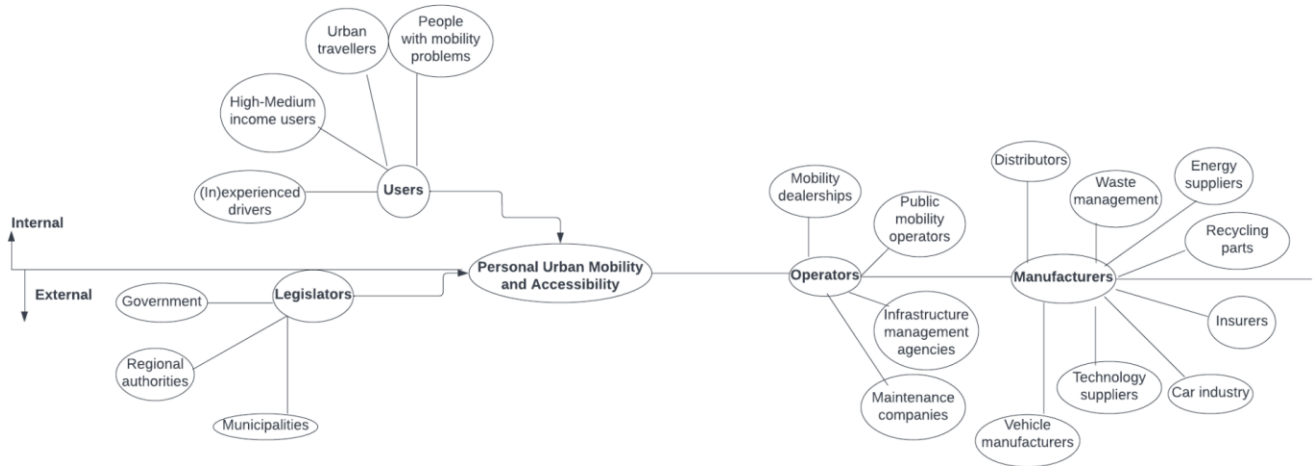 Urban
travellers
People
with mobility
problems
High-Medium
income users
(In)experienced
drivers
Users
Internal
External
Government
Legislators
Regional
authorities
Municipalities
Personal Urban Mobility
and Accessibility
Mobility
dealerships
Public
mobility
operators
Operators
Infrastructure
management
agencies
Maintenance
companies
Distributors
Waste
management
Energy
suppliers
Recycling
parts
Manufacturers
Insurers
Technology
suppliers
Car industry
Vehicle
manufacturers